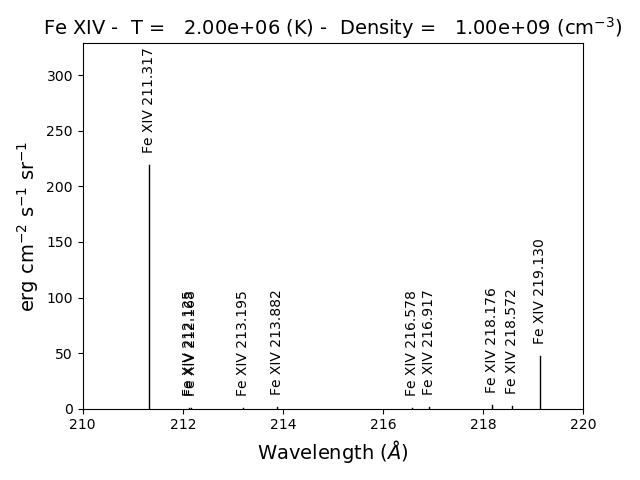 Fe XIV -  T =   2.00e+06 (K) -  Density =   1.00e+09 (cm⁻³)
erg cm⁻² s⁻¹ sr⁻¹
300
250
200
150
100
50
0
Fe XIV 211.317
Fe XIV 213.195
Fe XIV 213.882
Fe XIV 216.578
Fe XIV 216.917
Fe XIV 218.176
Fe XIV 218.572
Fe XIV 219.130
210 212 214 216 218 220
Wavelength (Å)